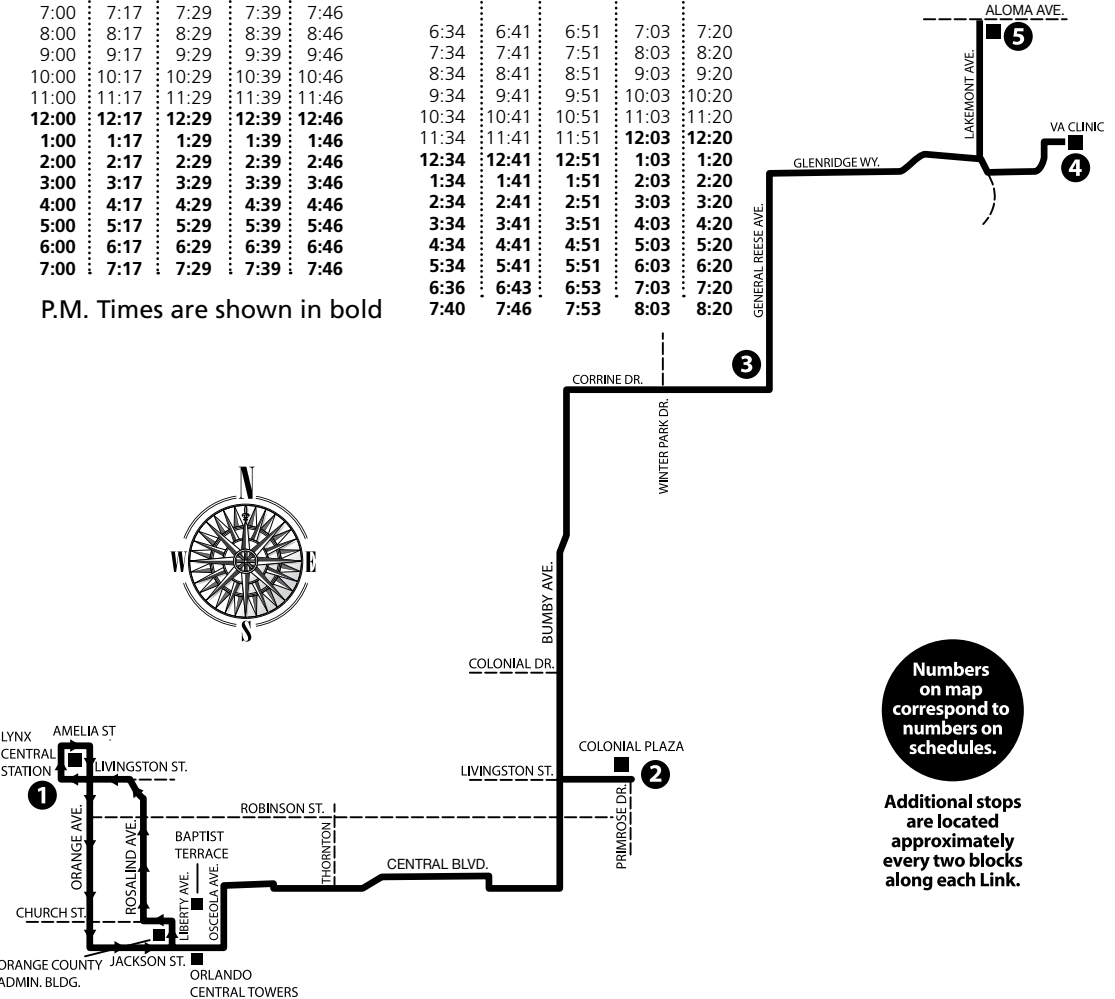 7:00 7:17 7:29 7:39 7:46
8:00 8:17 8:29 8:39 8:46
9:00 9:17 9:29 9:39 9:46
10:00 10:17 10:29 10:39 10:46
11:00 11:17 11:29 11:39 11:46
12:00 12:17 12:29 12:39 12:46
1:00 1:17 1:29 1:39 1:46
2:00 2:17 2:29 2:39 2:46
3:00 3:17 3:29 3:39 3:46
4:00 4:17 4:29 4:39 4:46
5:00 5:17 5:29 5:39 5:46
6:00 6:17 6:29 6:39 6:46
7:00 7:17 7:29 7:39 7:46
P.M. Times are shown in bold
6:34 6:41 6:51 7:03 7:20
7:34 7:41 7:51 8:03 8:20
8:34 8:41 8:51 9:03 9:20
9:34 9:41 9:51 10:03 10:20
10:34 10:41 10:51 11:03 11:20
11:34 11:41 11:51 12:03 12:20
12:34 12:41 12:51 1:03 1:20
1:34 1:41 1:51 2:03 2:20
2:34 2:41 2:51 3:03 3:20
3:34 3:41 3:51 4:03 4:20
4:34 4:41 4:51 5:03 5:20
5:34 5:41 5:51 6:03 6:20
6:36 6:43 6:53 7:03 7:20
7:40 7:46 7:53 8:03 8:20
ALOMA AVE.
5
LAKEMONT AVE.
VA CLINIC
4
GLENRIDGE WY.
GENERAL REESE AVE.
3
CORRINE DR.
WINTER PARK DR.
N
W
E
S
BUMBY AVE.
COLONIAL DR.
COLONIAL PLAZA
2
LIVINGSTON ST.
PRIMROSE DR.
LYNX
CENTRAL
STATION
1
AMELIA ST
LIVINGSTON ST.
ROBINSON ST.
ORANGE AVE.
ROSALIND AVE.
BAPTIST
TERRACE
THORNTON
CENTRAL BLVD.
LIBERTY AVE.
OSCEOLA AVE.
CHURCH ST.
ORANGE COUNTY
ADMIN. BLDG.
JACKSON ST.
ORLANDO
CENTRAL TOWERS
Numbers
on map
correspond to
numbers on
schedules.
Additional stops
are located
approximately
every two blocks
along each Link.